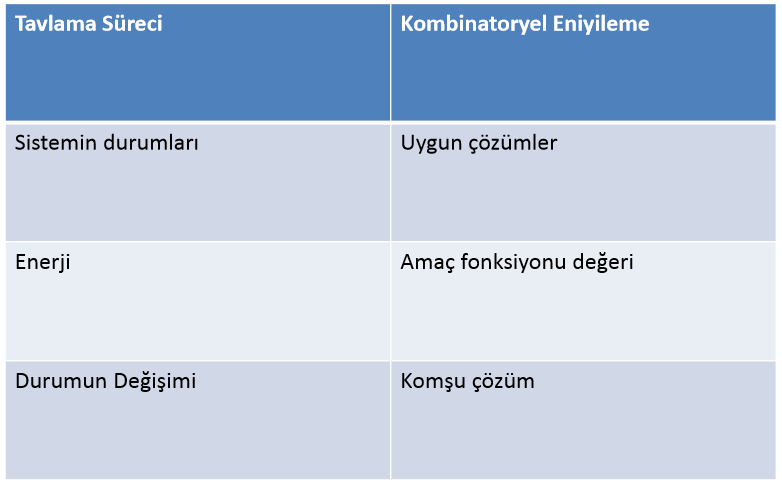 Tavlama Süreci
Kombinatoryel Eniyileme
Sistemin durumları
Uygun çözümler
Enerji
Amaç fonksiyonu değeri
Durumun Değişimi
Komşu çözüm